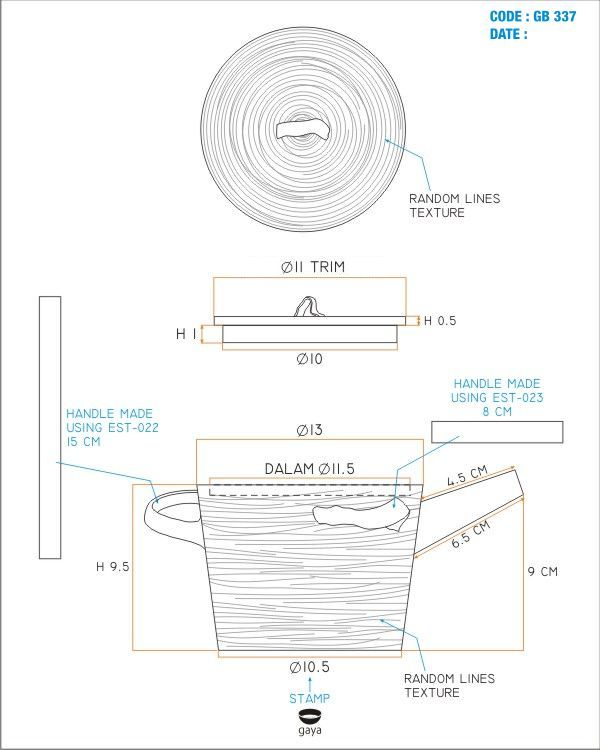 CODE : GB 337
DATE :
RANDOM LINES
TEXTURE
Ø11 TRIM
H 0.5
H 1
Ø10
HANDLE MADE
USING EST-022
15 CM
HANDLE MADE
USING EST-023
8 CM
Ø13
DALAM Ø11.5
4.5 CM
6.5 CM
H 9.5
9 CM
Ø10.5
RANDOM LINES
TEXTURE
STAMP
gaya